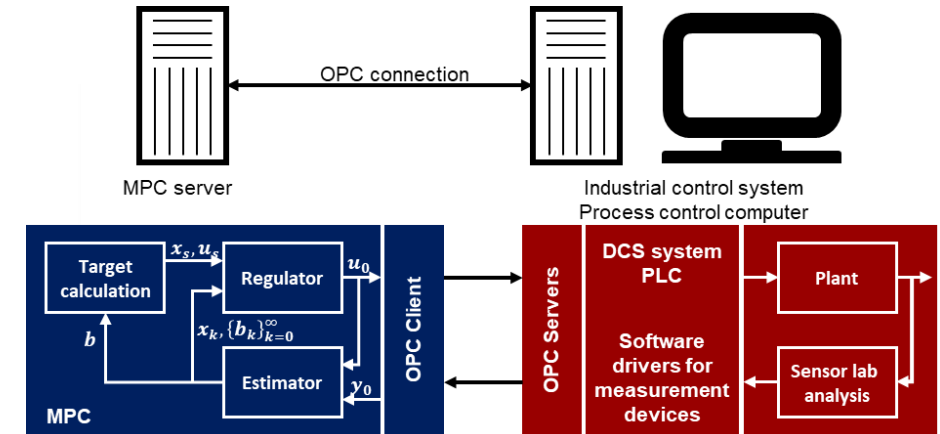 OPC connection
MPC server
Industrial control system
Process control computer
Target
calculation
x_s, u_s
Regulator
u_0
b
x_k, {b_k}_{k=0}^∞
Estimator
y_0
MPC
OPC Client
OPC Servers
DCS system
PLC
Software
drivers for
measurement
devices
Plant
Sensor lab
analysis